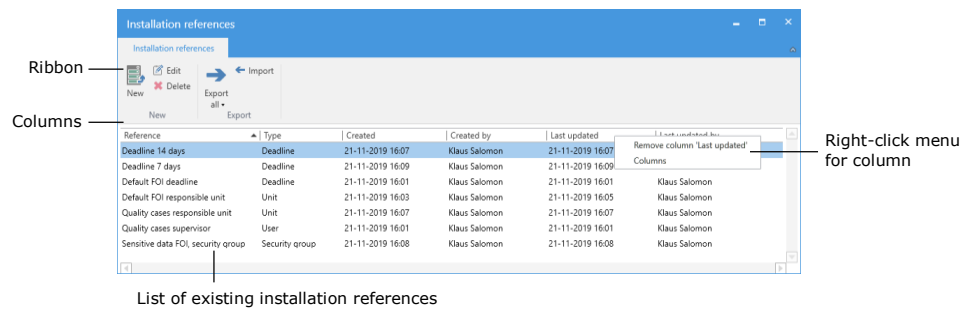 Installation references
Installation references
Ribbon
New
Edit
Delete
Export
all
Import
New Export
Columns
Reference Type Created Created by Last updated Last updated by
Deadline 14 days Deadline 21-11-2019 16:07 Klaus Salomon 21-11-2019 16:07
Remove column 'Last updated'
Columns
Right-click menu
for column
Deadline 7 days Deadline 21-11-2019 16:09 Klaus Salomon 21-11-2019 16:09
Default FOI deadline Deadline 21-11-2019 16:01 Klaus Salomon 21-11-2019 16:01 Klaus Salomon
Default FOI responsible unit Unit 21-11-2019 16:03 Klaus Salomon 21-11-2019 16:05 Klaus Salomon
Quality cases responsible unit Unit 21-11-2019 16:07 Klaus Salomon 21-11-2019 16:07 Klaus Salomon
Quality cases supervisor User 21-11-2019 16:01 Klaus Salomon 21-11-2019 16:01 Klaus Salomon
Sensitive data FOI, security group Security group 21-11-2019 16:08 Klaus Salomon 21-11-2019 16:08 Klaus Salomon
List of existing installation references